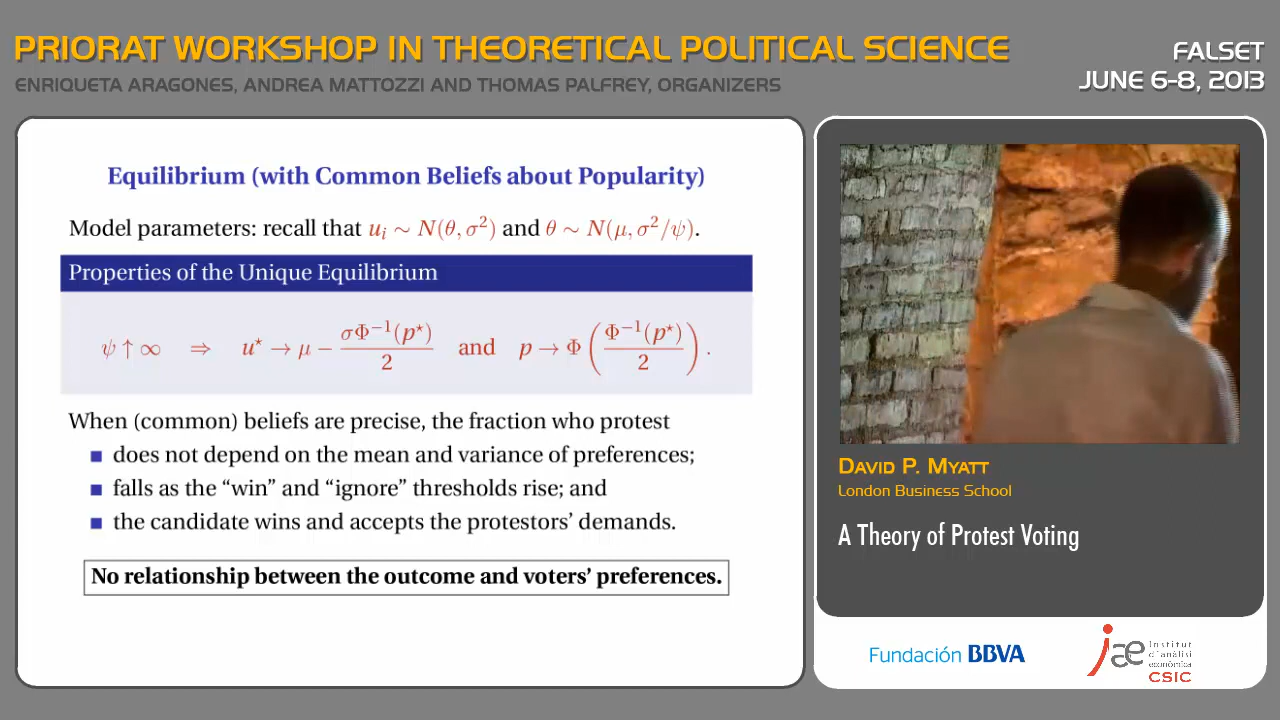 PRIORAT WORKSHOP IN THEORETICAL POLITICAL SCIENCE
ENRIQUETA ARAGONES, ANDREA MATTOZZI AND THOMAS PALFREY, ORGANIZERS
FALSET
JUNE 6-8, 2013
Equilibrium (with Common Beliefs about Popularity)
Model parameters: recall that u_i ∼ N(θ, σ²) and θ ∼ N(μ, σ²/ψ).
Properties of the Unique Equilibrium
ψ ↑ ∞ ⇒ u⋆ → μ − σΦ⁻¹(p⋆)/2 and p → Φ(Φ⁻¹(p⋆)/2).
When (common) beliefs are precise, the fraction who protest
■ does not depend on the mean and variance of preferences;
■ falls as the “win” and “ignore” thresholds rise; and
■ the candidate wins and accepts the protestors’ demands.
No relationship between the outcome and voters’ preferences.
DAVID P. MYATT
London Business School
A Theory of Protest Voting
Fundación BBVA
iae Institut
d'anàlisi
econòmica
CSIC